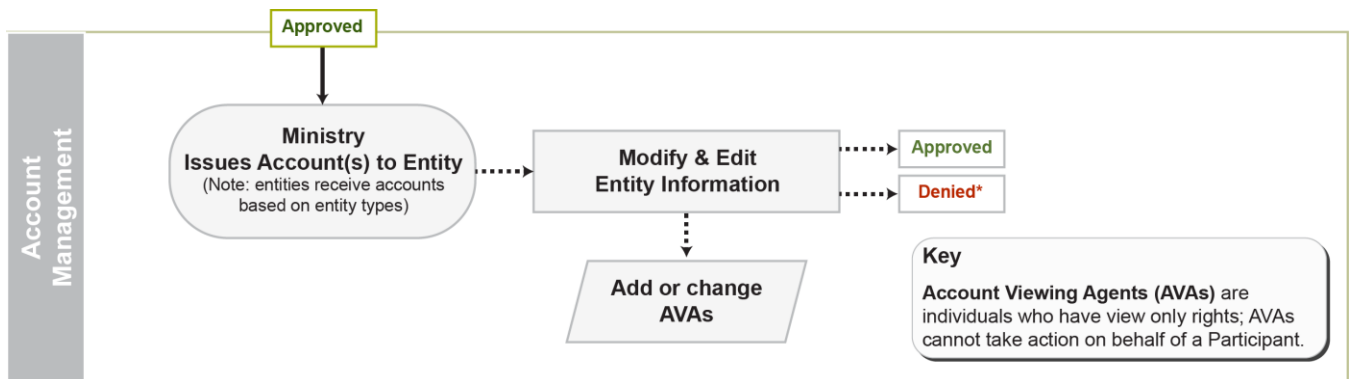 Approved
Account
Management
Ministry
Issues Account(s) to Entity
(Note: entities receive accounts
based on entity types)
Modify & Edit
Entity Information
Approved
Denied*
Add or change
AVAs
Key
Account Viewing Agents (AVAs) are
individuals who have view only rights; AVAs
cannot take action on behalf of a Participant.